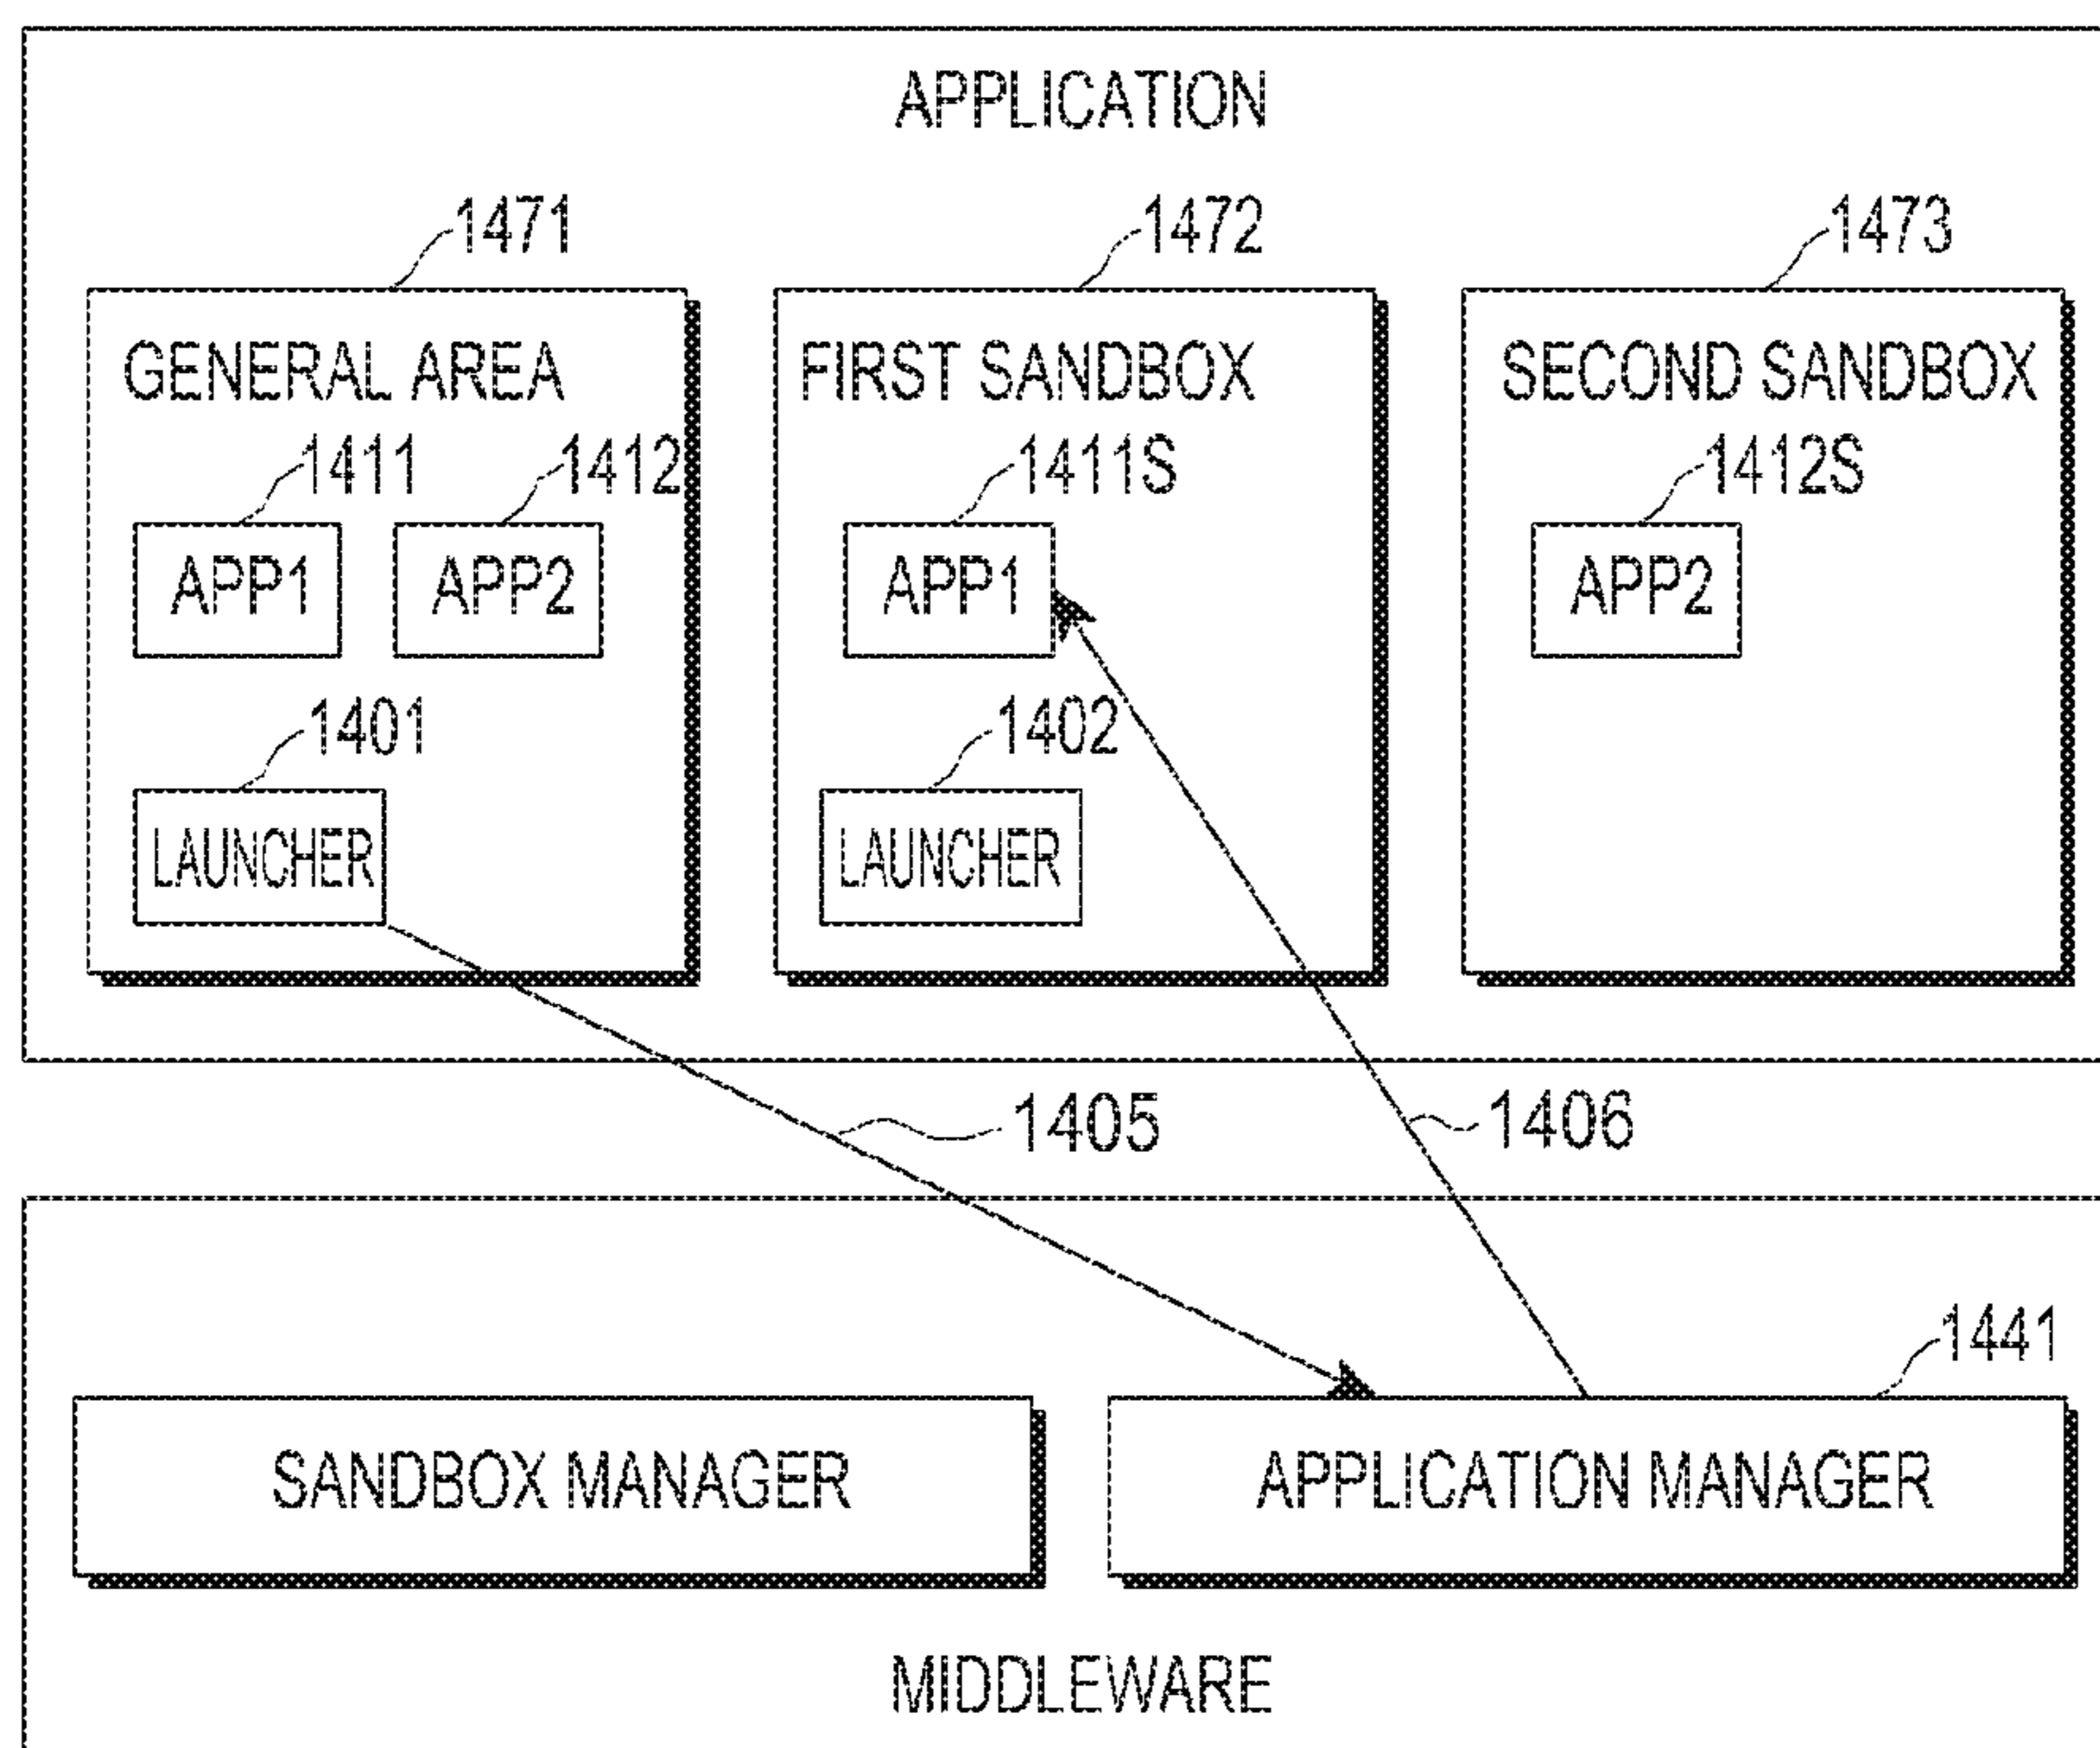 APPLICATION
1471
1472
1473
GENERAL AREA
FIRST SANDBOX
SECOND SANDBOX
1411
1412
1411S
1412S
APP1
APP2
APP1
APP2
1401
1402
LAUNCHER
LAUNCHER
1405
1406
1441
SANDBOX MANAGER
APPLICATION MANAGER
MIDDLEWARE